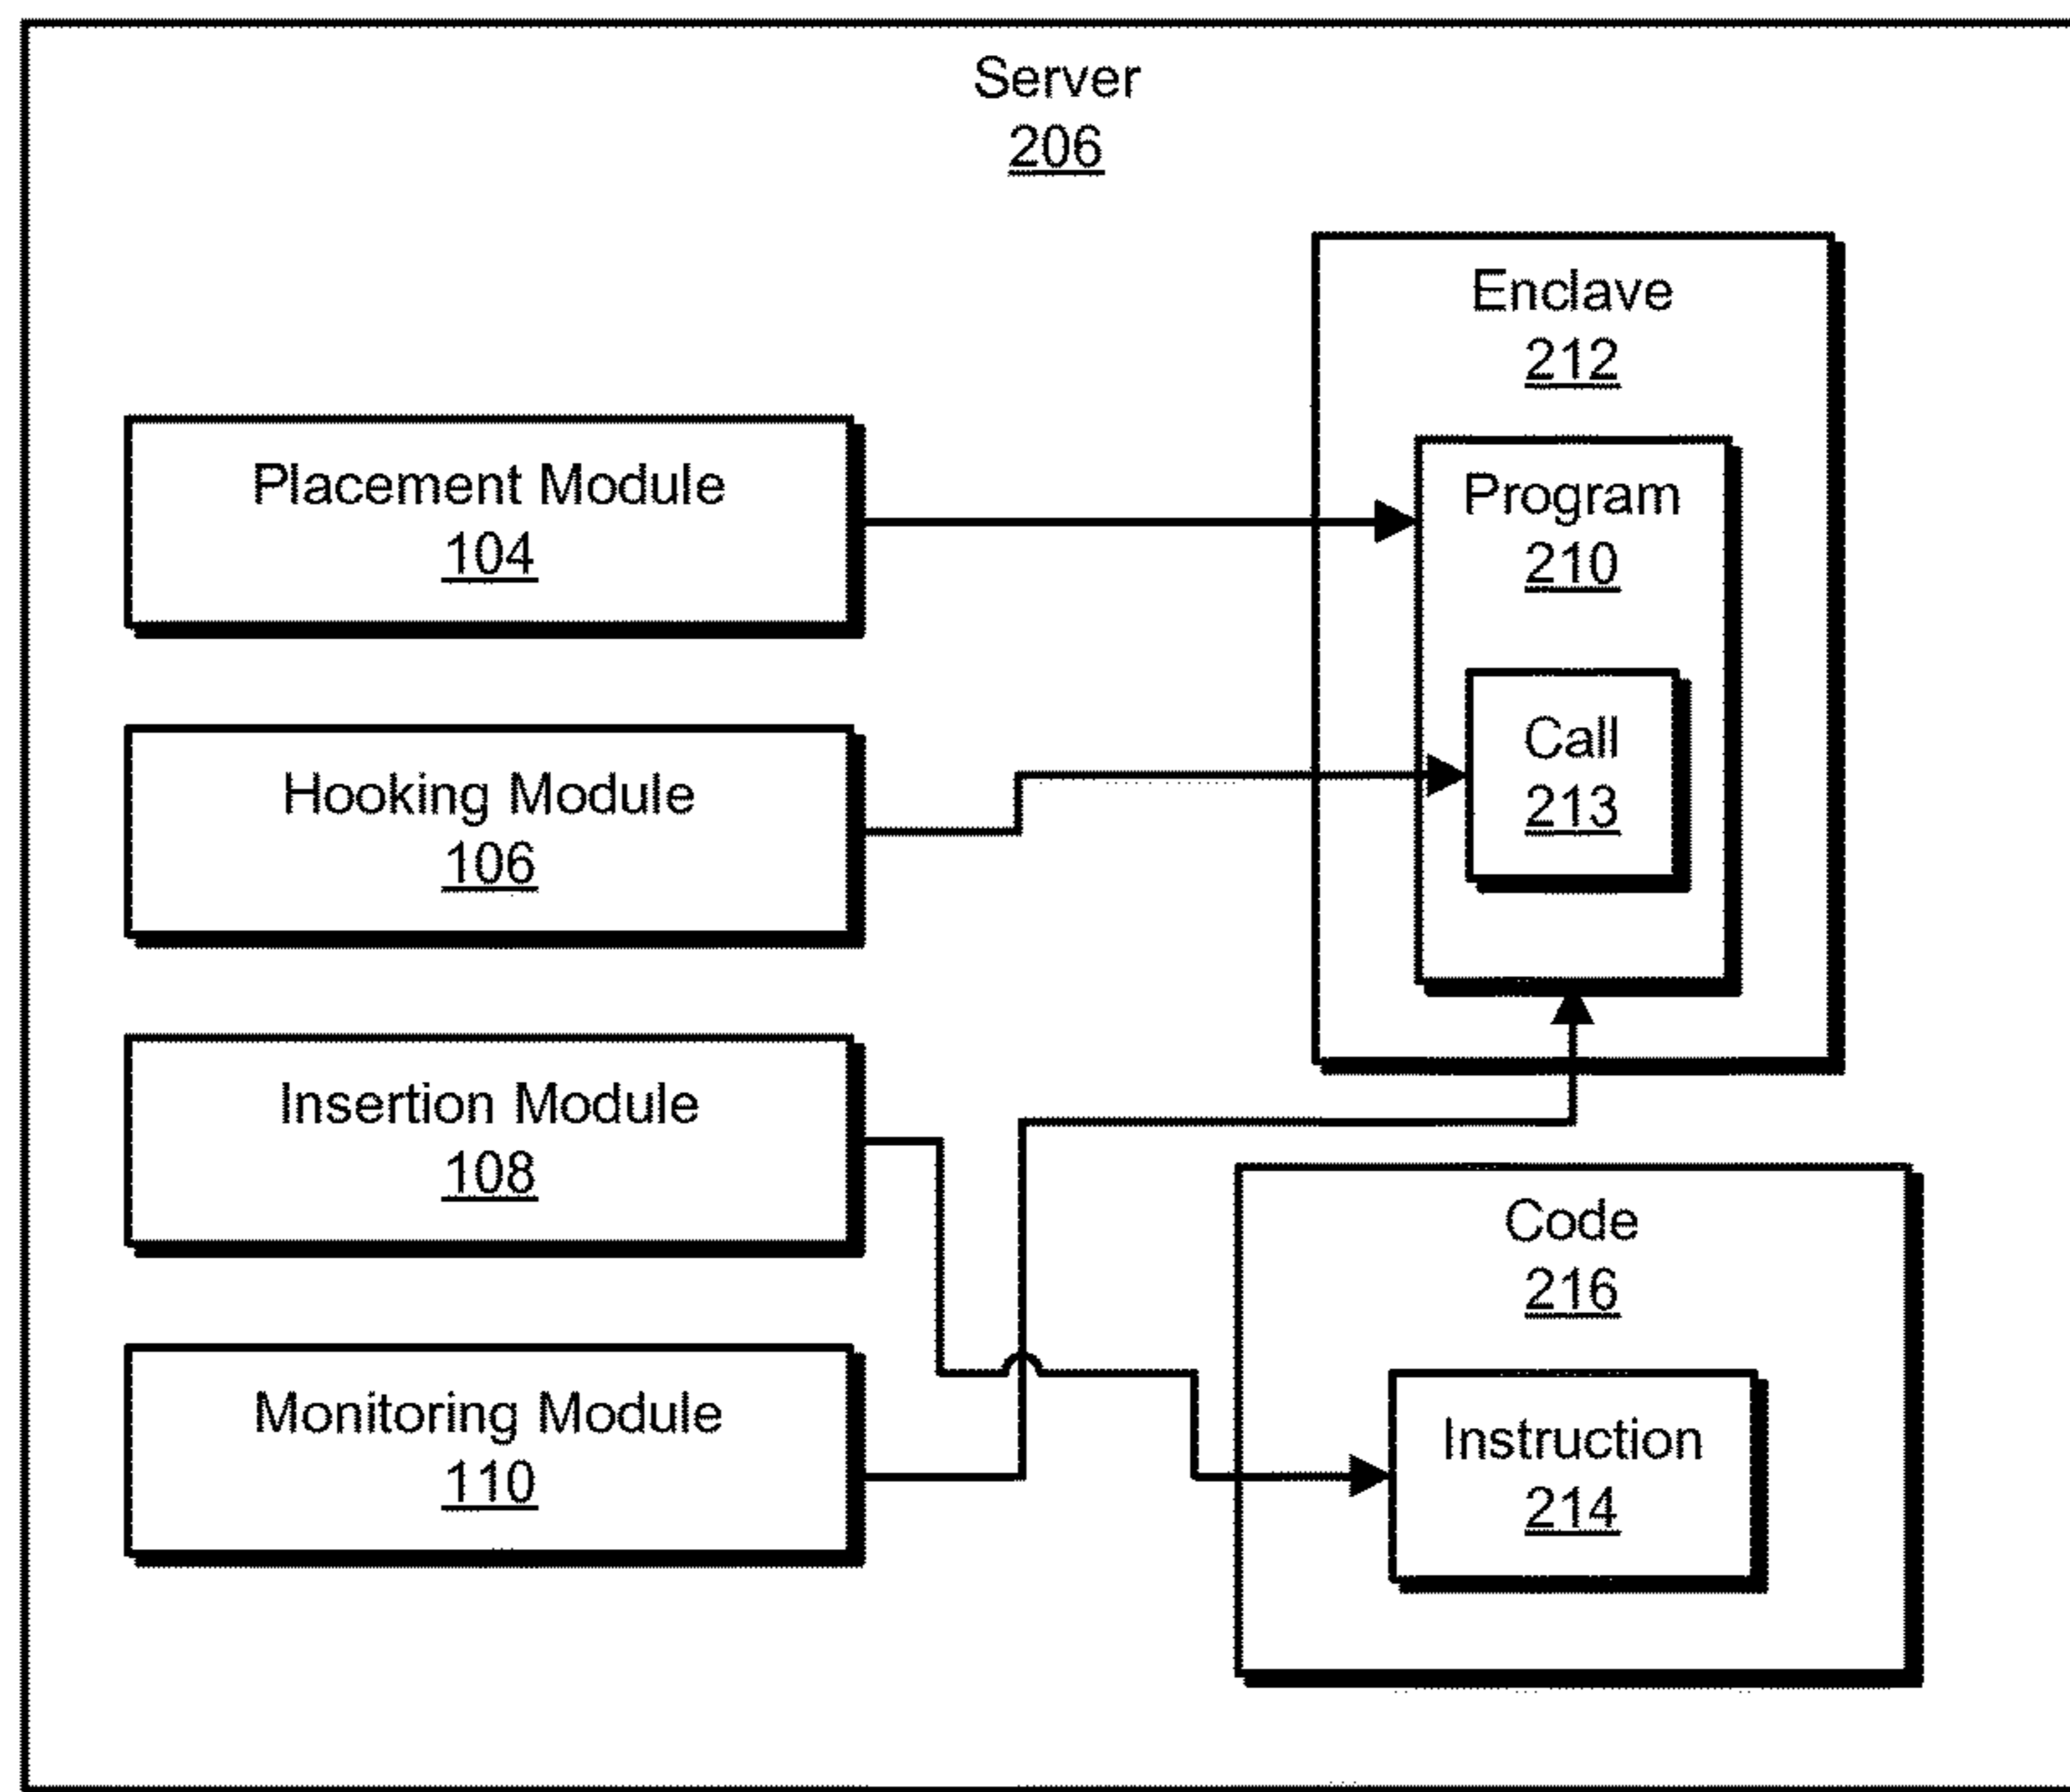 Server
206
Enclave
212
Placement Module
104
Program
210
Hooking Module
106
Call
213
Insertion Module
108
Code
216
Monitoring Module
110
Instruction
214